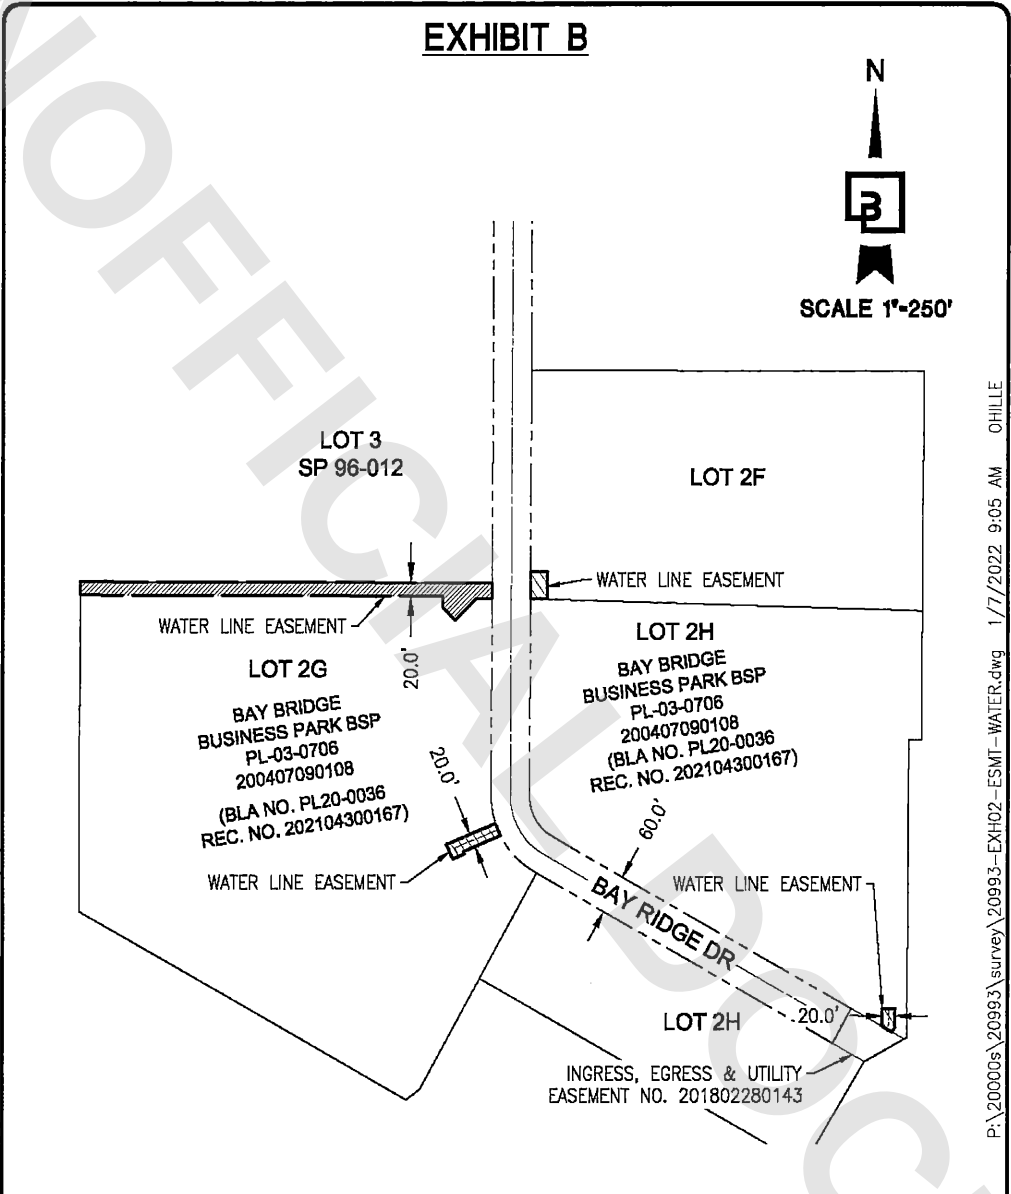 EXHIBIT B
N
B
SCALE 1"=250'
LOT 3
SP 96-012
LOT 2F
WATER LINE EASEMENT
WATER LINE EASEMENT
20.0'
LOT 2G
BAY BRIDGE
BUSINESS PARK BSP
PL-03-0706
200407090108
(BLA NO. PL20-0036
REC. NO. 202104300167)
LOT 2H
BAY BRIDGE
BUSINESS PARK BSP
PL-03-0706
200407090108
(BLA NO. PL20-0036
REC. NO. 202104300167)
20.0'
WATER LINE EASEMENT
60.0'
BAY RIDGE DR
WATER LINE EASEMENT
20.0'
LOT 2H
INGRESS, EGRESS & UTILITY
EASEMENT NO. 201802280143
P:\20000s\20993\survey\20993-EXH02-ESMT-WATER.dwg 1/7/2022 9:05 AM OHILLE
UNOFFICIAL DOC